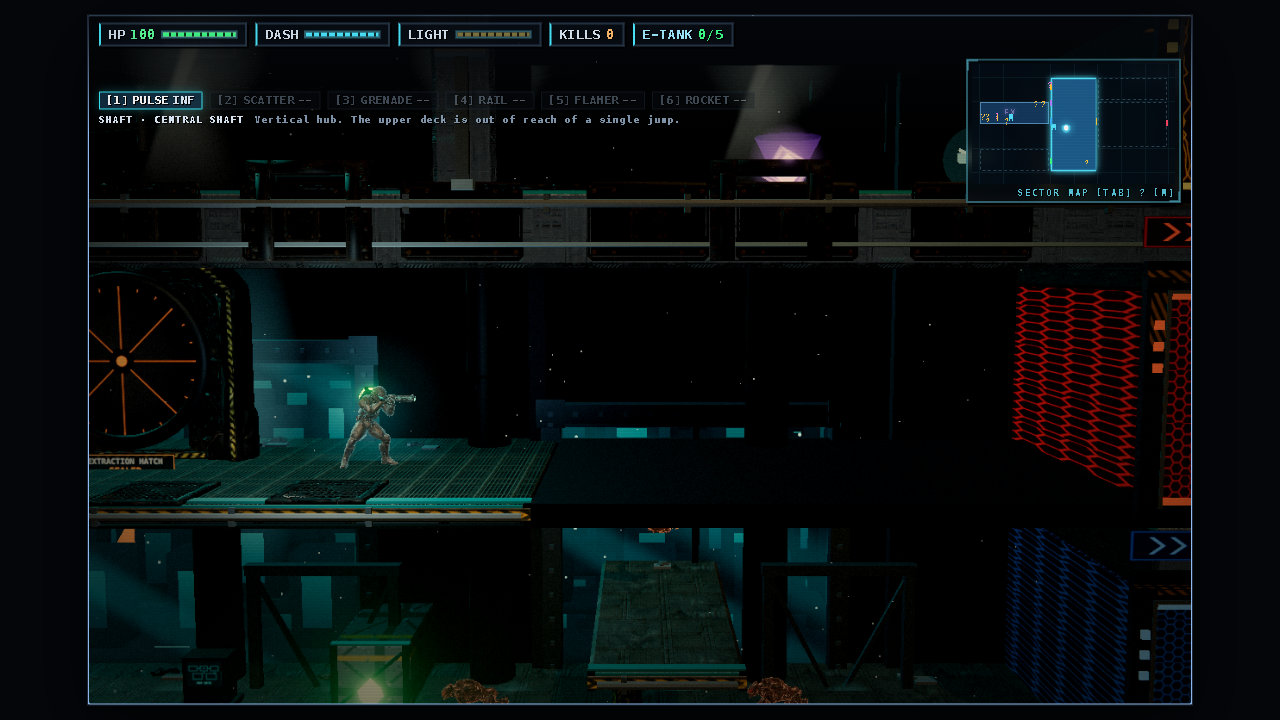 HP 100 DASH LIGHT KILLS 0 E-TANK 0/5
[1] PULSE INF [2] SCATTER -- [3] GRENADE -- [4] RAIL -- [5] FLAMER -- [6] ROCKET --
SHAFT · CENTRAL SHAFT Vertical hub. The upper deck is out of reach of a single jump.
SECTOR MAP [TAB] ? [M]
EXTRACTION HATCH
SEALED